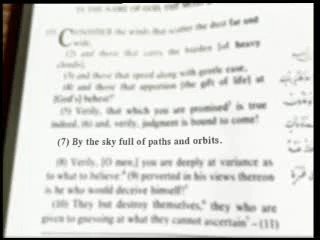 IN THE NAME OF GOD, THE
CONSIDER the winds that scatter the dust far and
wide,
(2) and those that carry the burden [of heavy
clouds],
(3) and those that speed along with gentle ease,
(4) and those that apportion [the gift of life] at
[God's] behest!
(5) Verily, that which you are promised is true
indeed, (6) and, verily, judgment is bound to come!
(7) By the sky full of paths and orbits.
(8) Verily, [O men,] you are deeply at variance as
to what to believe: (9) perverted in his views thereon
is he who would deceive himself!
(10) They but destroy themselves, they who are
given to guessing at what they cannot ascertain – (11)